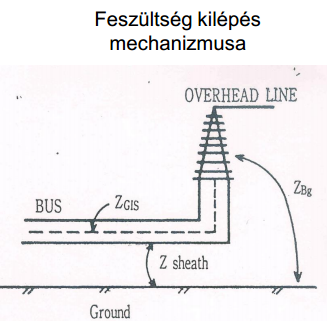 Feszültség kilépés
mechanizmusa
OVERHEAD LINE
BUS
ZGIS
ZBg
Z sheath
Ground